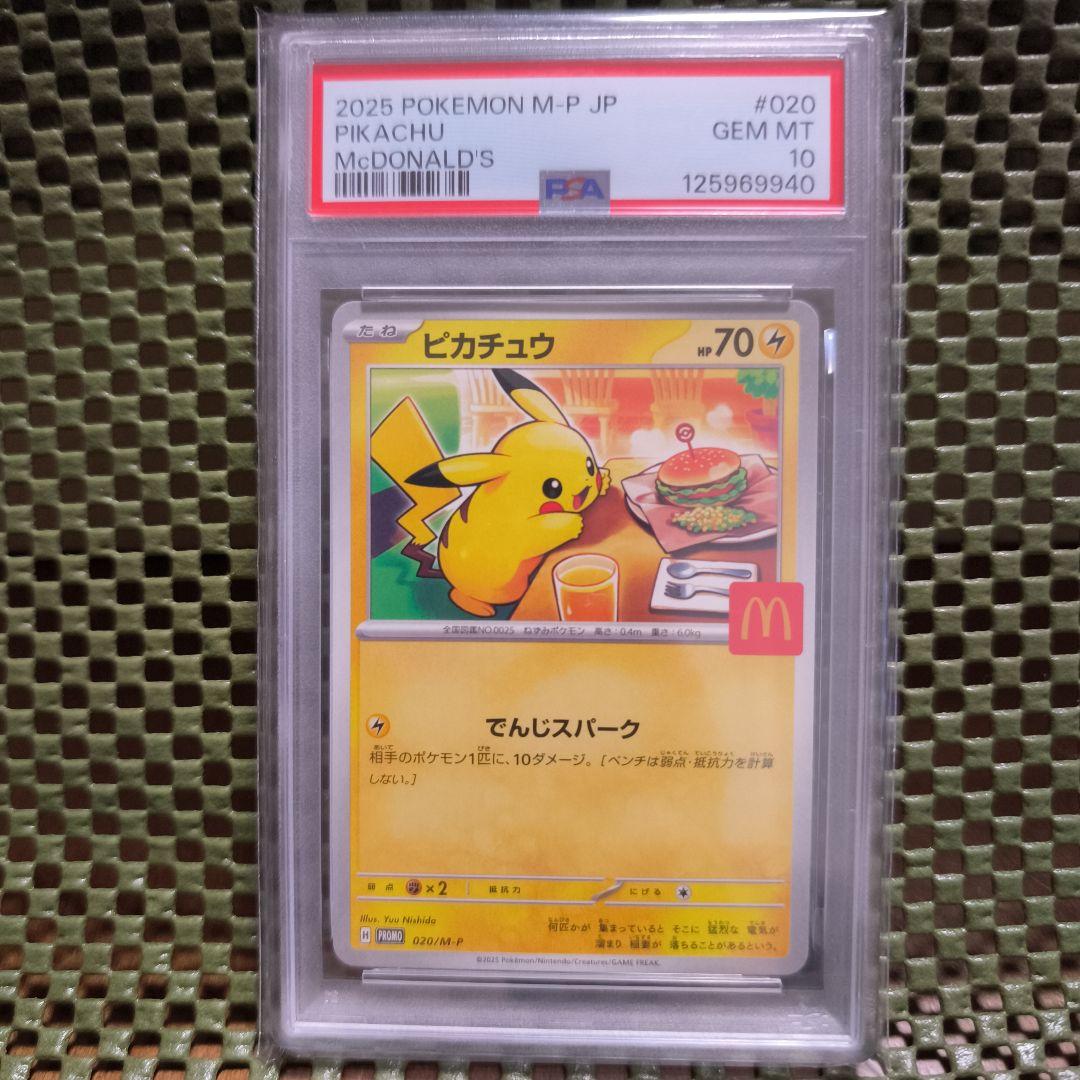 2025 POKEMON M-P JP #020
PIKACHU GEM MT
McDONALD'S 10
PSA 125969940
たね ピカチュウ HP 70
全国図鑑NO.0025 ねずみポケモン 高さ:0.4m 重さ:6.0kg
でんじスパーク
相手のポケモン1匹に、10ダメージ。[ベンチは弱点・抵抗力を計算
しない。]
弱点 ×2 抵抗力 にげる
Illus. Yuu Nishida
何匹かが 集まっていると そこに 猛烈な 電気が
H PROMO 020/M-P
溜まり 稲妻が 落ちることがあるという。
©2025 Pokémon/Nintendo/Creatures/GAME FREAK.